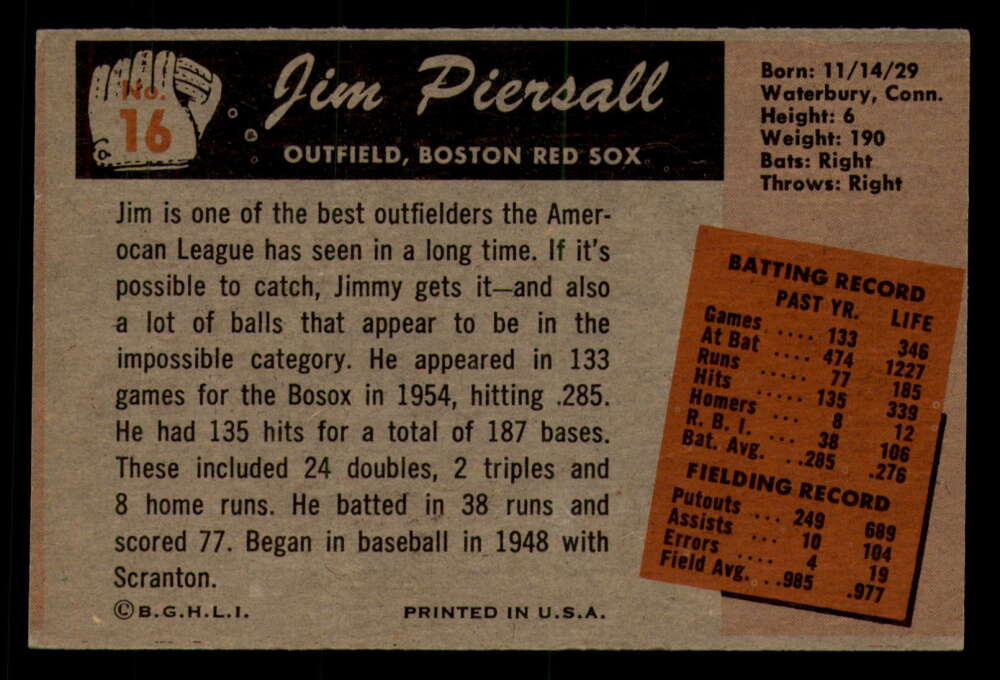 No.
16
Jim Piersall
OUTFIELD, BOSTON RED SOX
Born: 11/14/29
Waterbury, Conn.
Height: 6
Weight: 190
Bats: Right
Throws: Right
Jim is one of the best outfielders the Amer-
ocan League has seen in a long time. If it's
possible to catch, Jimmy gets it—and also
a lot of balls that appear to be in the
impossible category. He appeared in 133
games for the Bosox in 1954, hitting .285.
He had 135 hits for a total of 187 bases.
These included 24 doubles, 2 triples and
8 home runs. He batted in 38 runs and
scored 77. Began in baseball in 1948 with
Scranton.
©B.G.H.L.I. PRINTED IN U.S.A.
BATTING RECORD
PAST YR. LIFE
Games .... 133 346
At Bat .... 474 1227
Runs ..... 77 185
Hits ..... 135 339
Homers ... 8 12
R. B. I. ... 38 106
Bat. Avg. ..285 .276
FIELDING RECORD
Putouts ... 249 689
Assists ... 10 104
Errors .... 4 19
Field Avg. ..985 .977